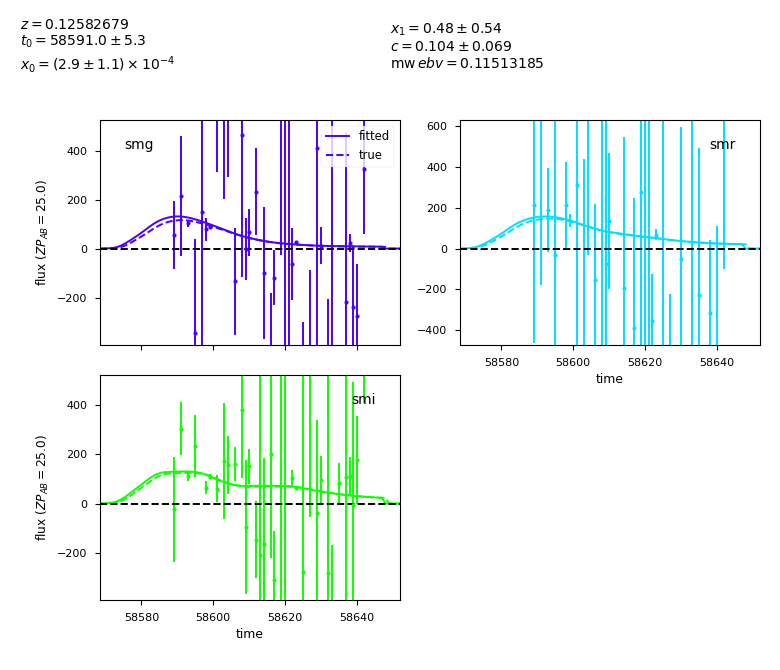 z = 0.12582679
t₀ = 58591.0 ± 5.3
x₀ = (2.9 ± 1.1) × 10⁻⁴
x₁ = 0.48 ± 0.54
c = 0.104 ± 0.069
mw ebv = 0.11513185
smg
fitted
true
400
200
0
−200
flux (ZP_AB = 25.0)
smr
600
400
200
0
−200
−400
58580 58600 58620 58640
time
smi
400
200
0
−200
flux (ZP_AB = 25.0)
58580 58600 58620 58640
time